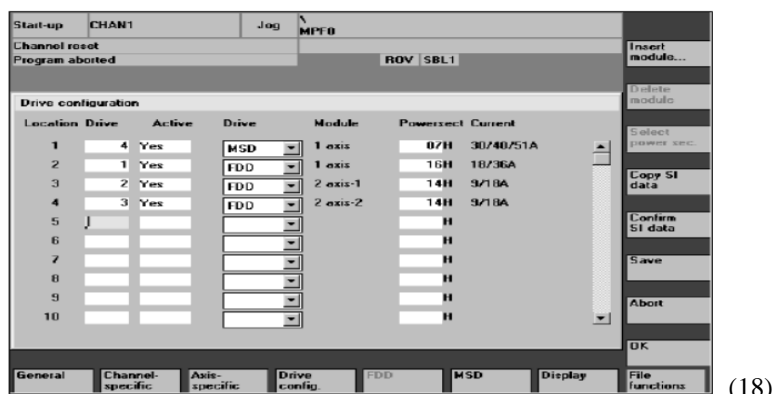 Start-up CHAN1 Jog \
MPF0
Channel reset
Program aborted ROV SBL1
Drive configuration
Location Drive Active Drive Module Powersect Current
1 4 Yes MSD 1 axis 07H 30/40/51A
2 1 Yes FDD 1 axis 16H 18/36A
3 2 Yes FDD 2 axis-1 14H 9/18A
4 3 Yes FDD 2 axis-2 14H 9/18A
5 H
6 H
7 H
8 H
9 H
10 H
Insert module...
Delete module
Select power sec.
Copy SI data
Confirm SI data
Save
Abort
OK
General Channel-specific Axis-specific Drive config. FDD MSD Display File functions
(18)